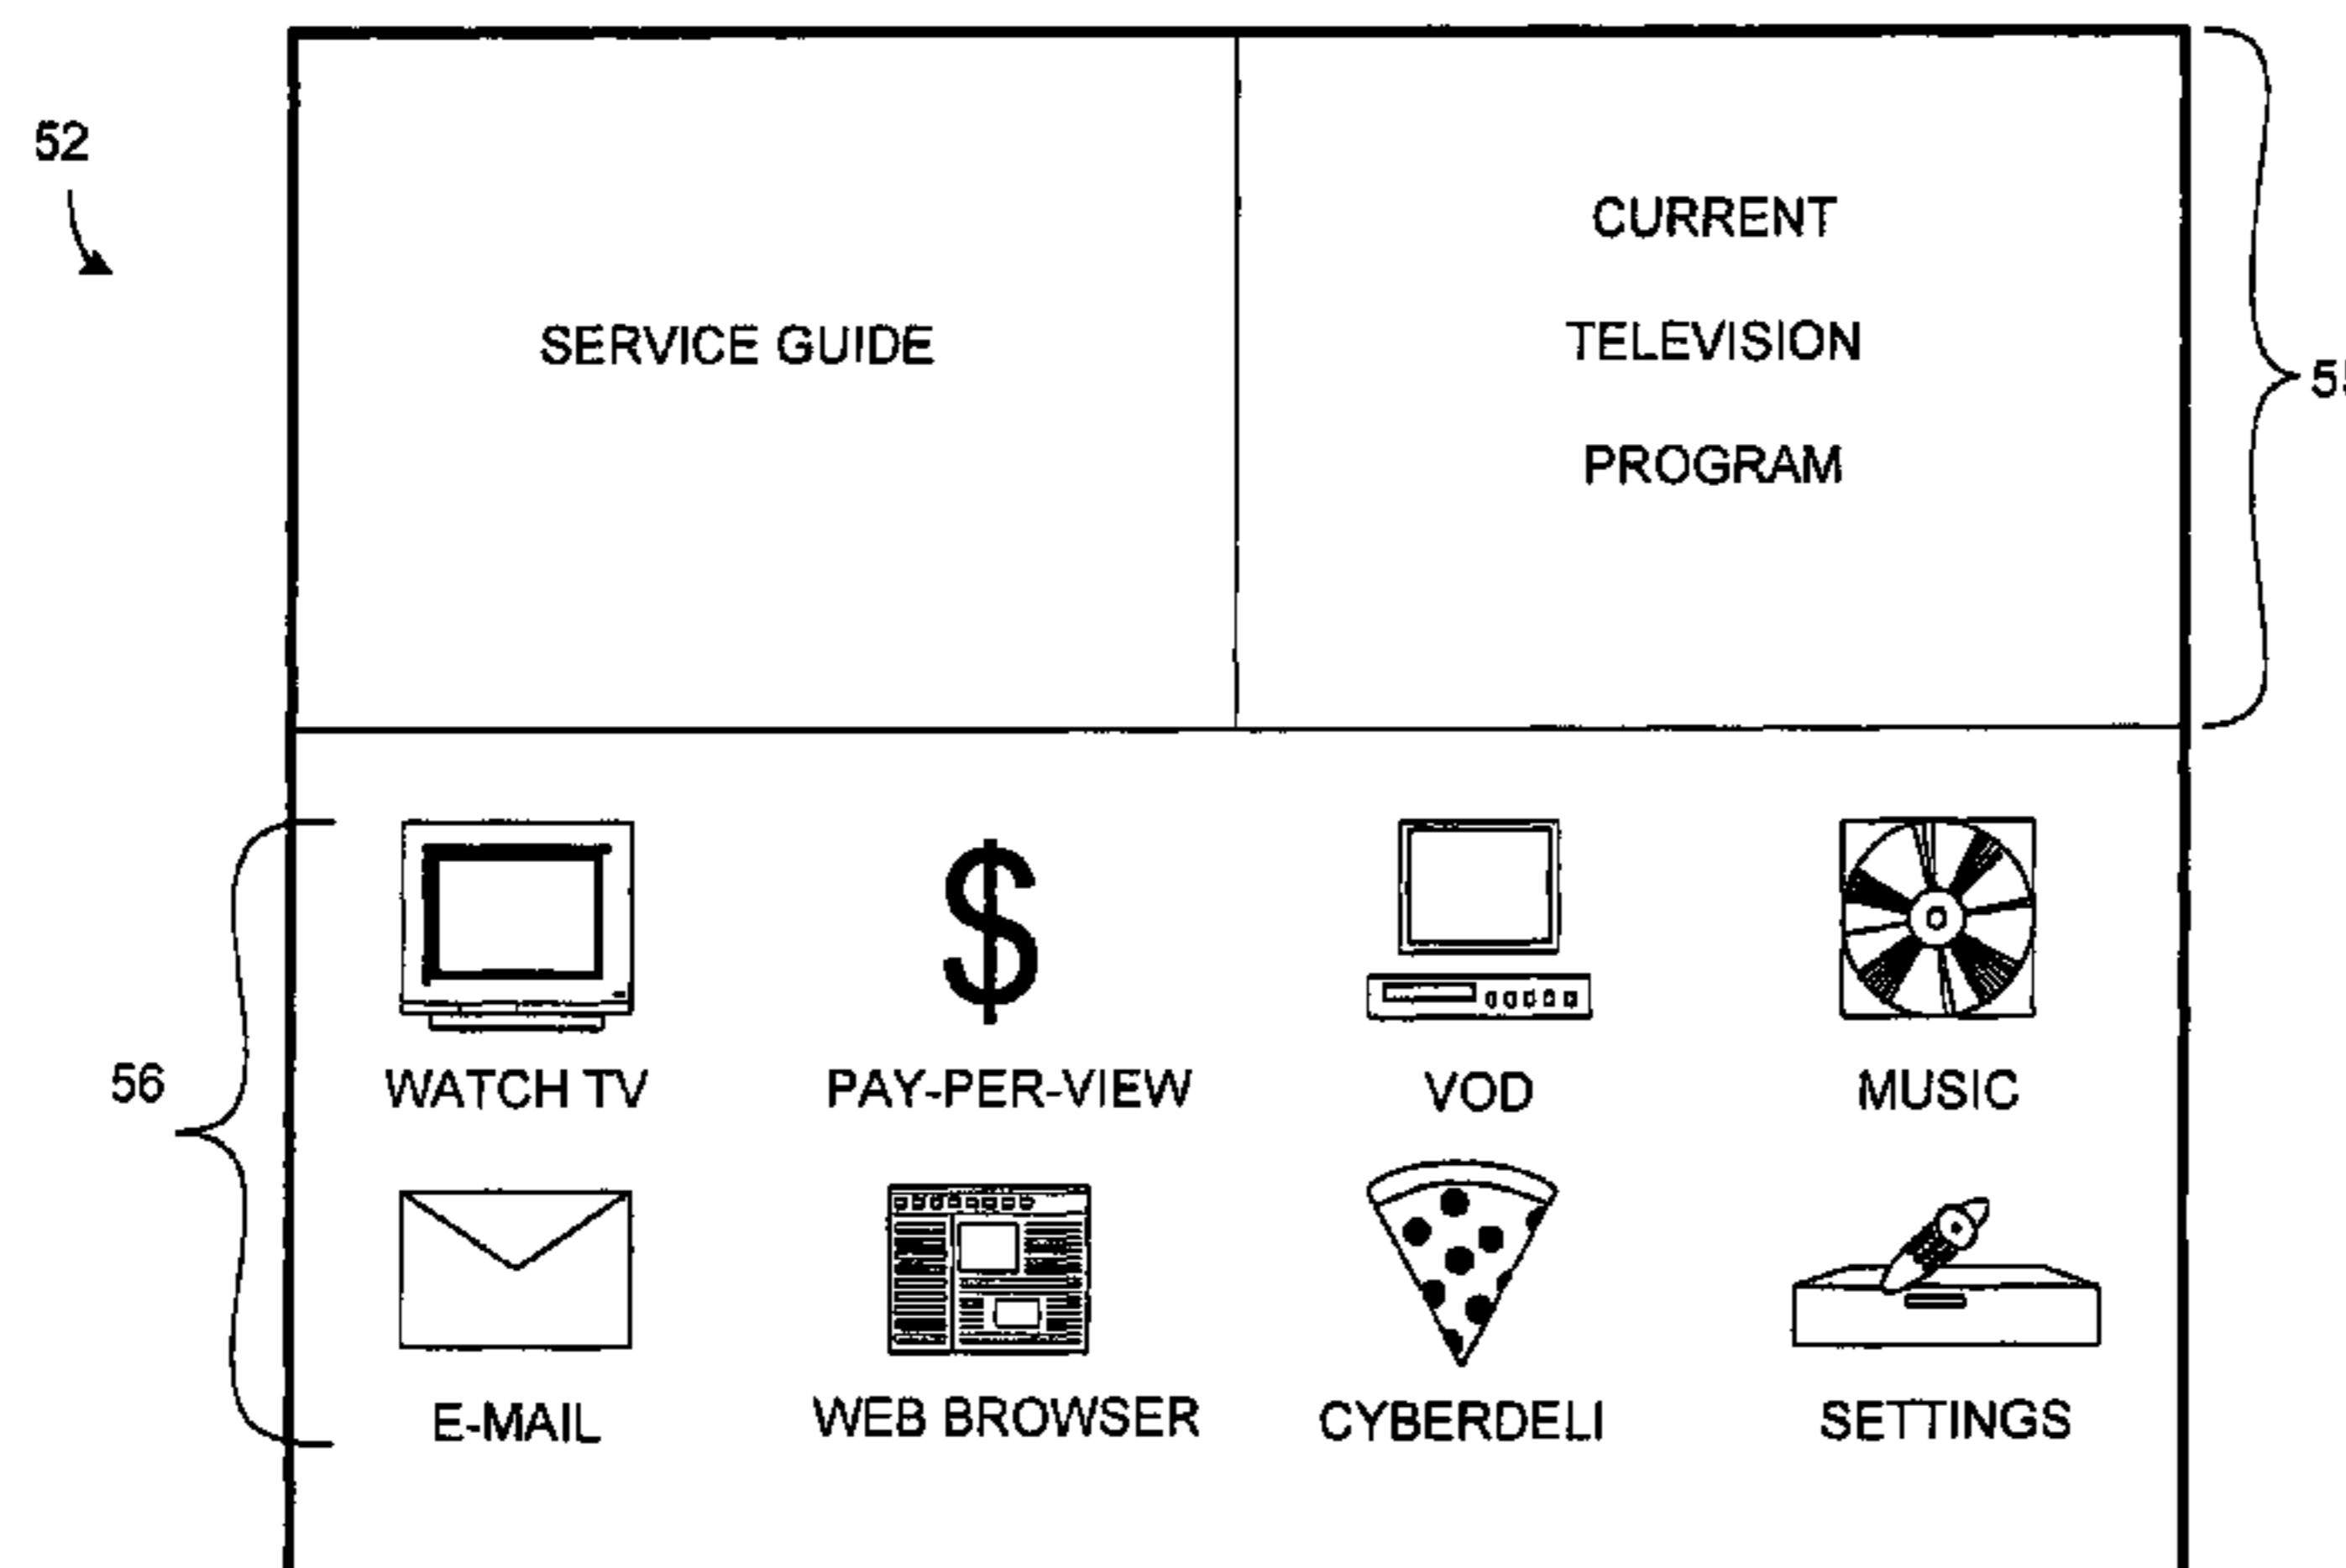 52
CURRENT
SERVICE GUIDE
TELEVISION
PROGRAM
56
WATCH TV PAY-PER-VIEW VOD MUSIC
E-MAIL WEB BROWSER CYBERDELI SETTINGS